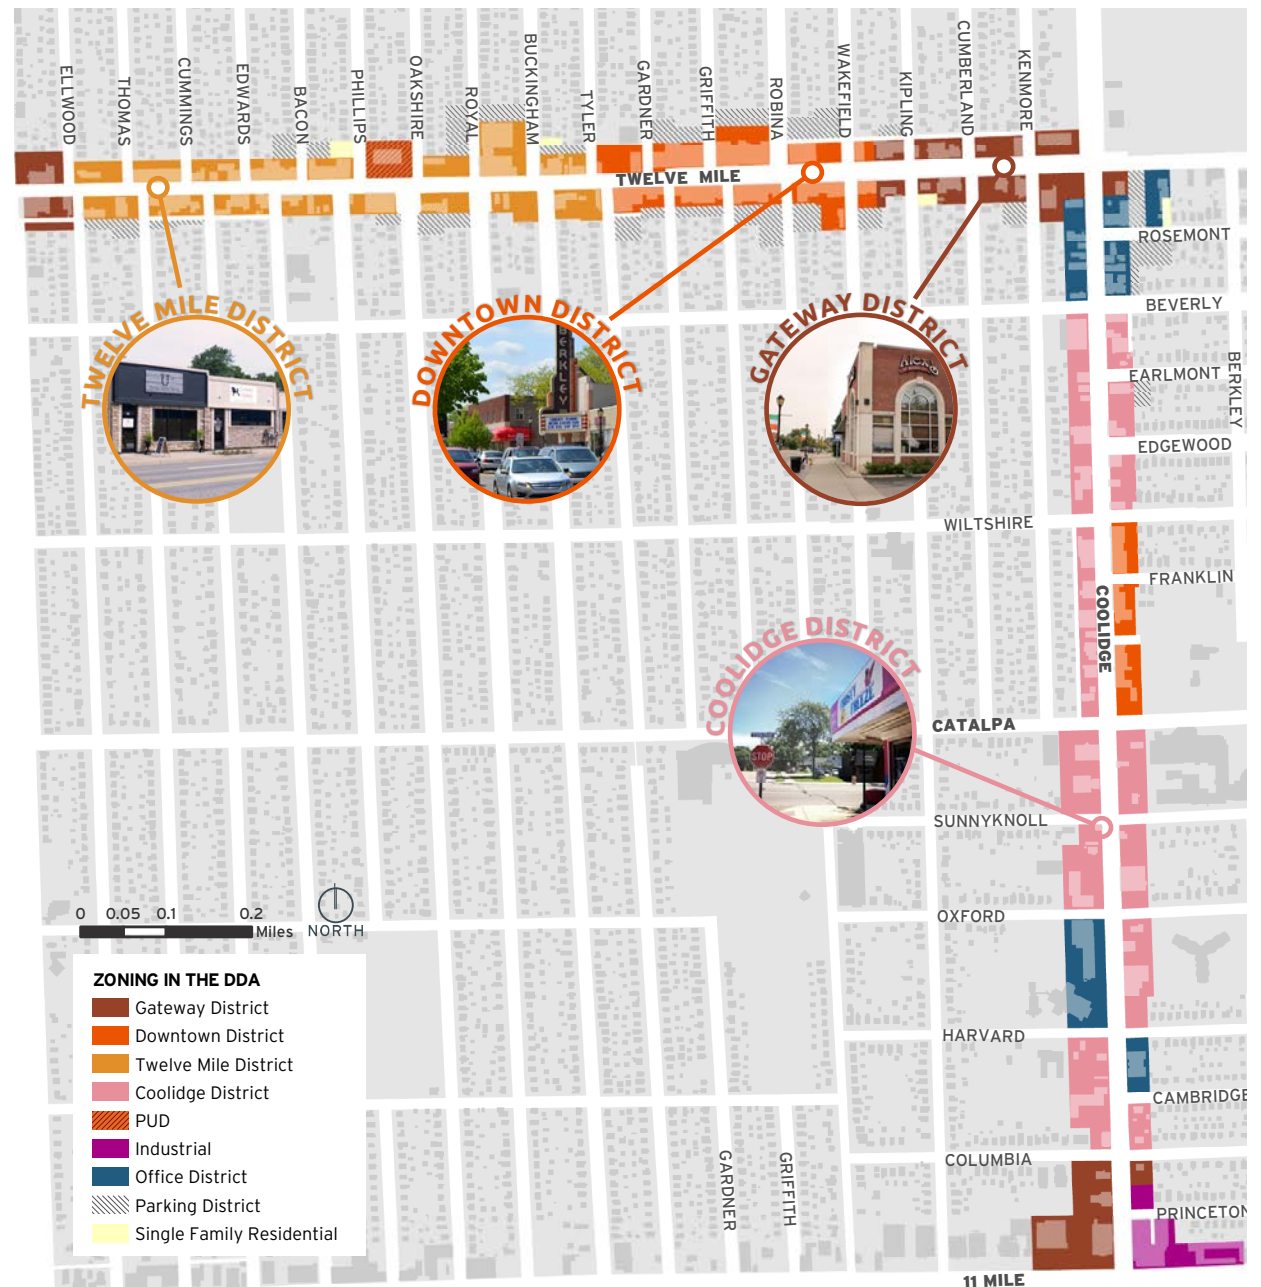 ELLWOOD
THOMAS
CUMMINGS
EDWARDS
BACON
PHILLIPS
OAKSHIRE
ROYAL
BUCKINGHAM
TYLER
GARDNER
GRIFFITH
ROBINA
WAKEFIELD
KIPLING
CUMBERLAND
KENMORE
TWELVE MILE
ROSEMONT
BEVERLY
EARLMONT
BERKLEY
EDGEWOOD
TWELVE MILE DISTRICT
DOWNTOWN DISTRICT
BERKLEY
GATEWAY DISTRICT
WILTSHIRE
FRANKLIN
COOLIDGE
COOLIDGE DISTRICT
STOP
CATALPA
SUNNYKNOLL
OXFORD
HARVARD
CAMBRIDGE
COLUMBIA
PRINCETON
GARDNER
GRIFFITH
11 MILE
0 0.05 0.1 0.2
Miles
NORTH
ZONING IN THE DDA
Gateway District
Downtown District
Twelve Mile District
Coolidge District
PUD
Industrial
Office District
Parking District
Single Family Residential